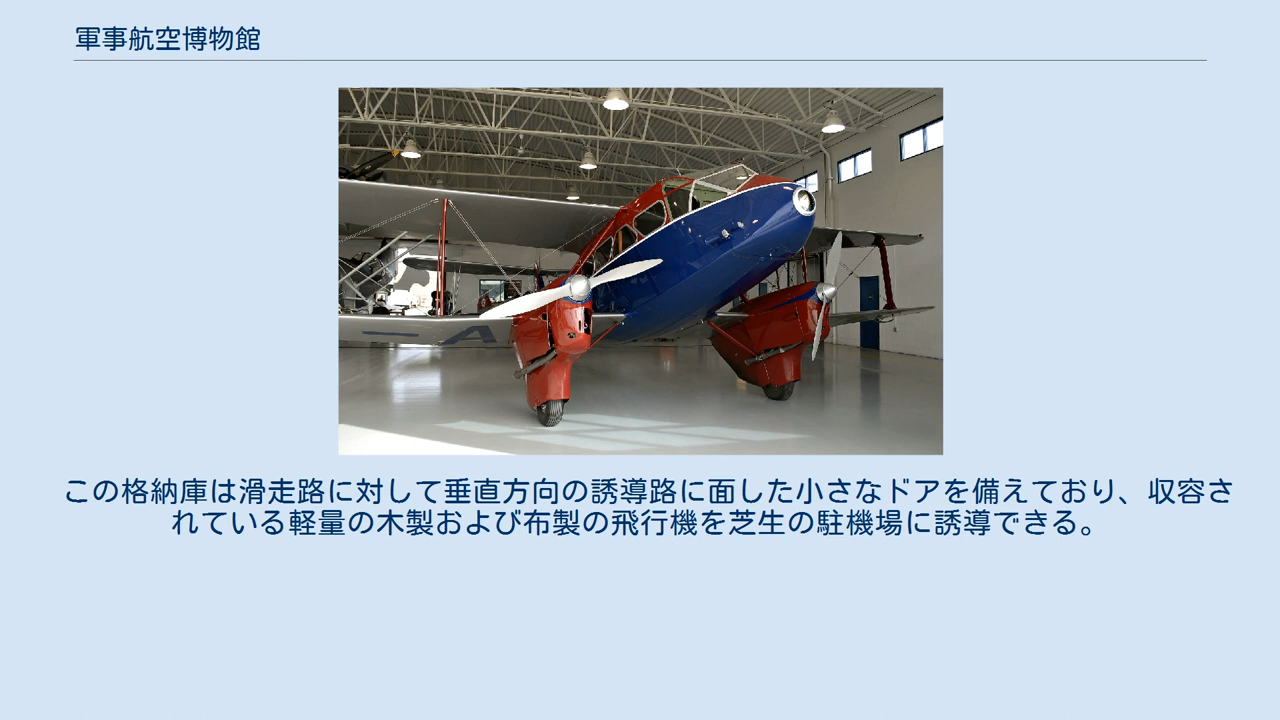 軍事航空博物館
この格納庫は滑走路に対して垂直方向の誘導路に面した小さなドアを備えており、収容さ
れている軽量の木製および布製の飛行機を芝生の駐機場に誘導できる。